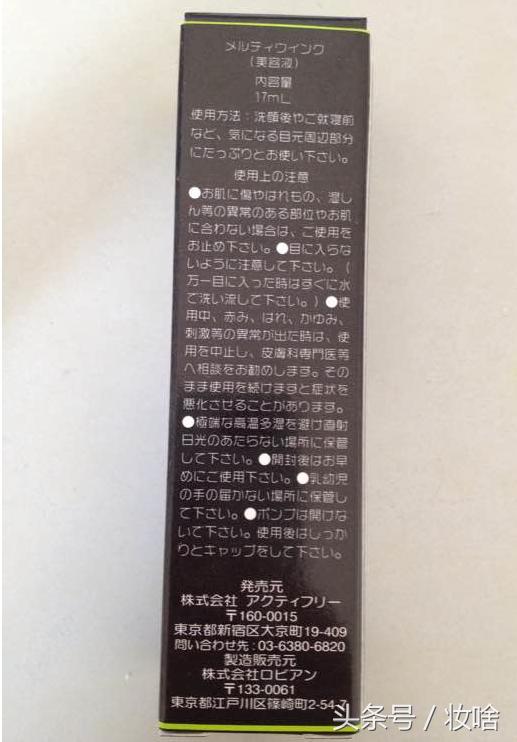 メルティウインク
(美容液)
内容量
17mL
使用方法：洗顔後やご就寝前
など、気になる目元周辺部分
にたっぷりとお使い下さい。
使用上の注意
●お肌に傷やはれもの、湿し
ん等の異常のある部位やお肌
に合わない場合は、ご使用を
お止め下さい。●目に入らな
いように注意して下さい。(
万一目に入った時はすぐに水
で洗い流して下さい。)●使
用中、赤み、はれ、かゆみ、
刺激等の異常が出た時は、使
用を中止し、皮膚科専門医等
へ相談をお勧めします。その
まま使用を続けますと症状を
悪化させることがあります。
●極端な高温多湿を避け直射
日光のあたらない場所に保管
して下さい。●開封後はお早
めにご使用下さい。●乳幼児
の手の届かない場所に保管し
て下さい。●ポンプは開けな
いで下さい。使用後はしっか
りとキャップをして下さい。
発売元
株式会社 アクティフリー
〒160-0015
東京都新宿区大京町19-409
問い合わせ先：03-6380-6820
製造販売元
株式会社ロビアン
〒133-0061
東京都江戸川区篠崎町2-54-7
头条号 / 妆啥